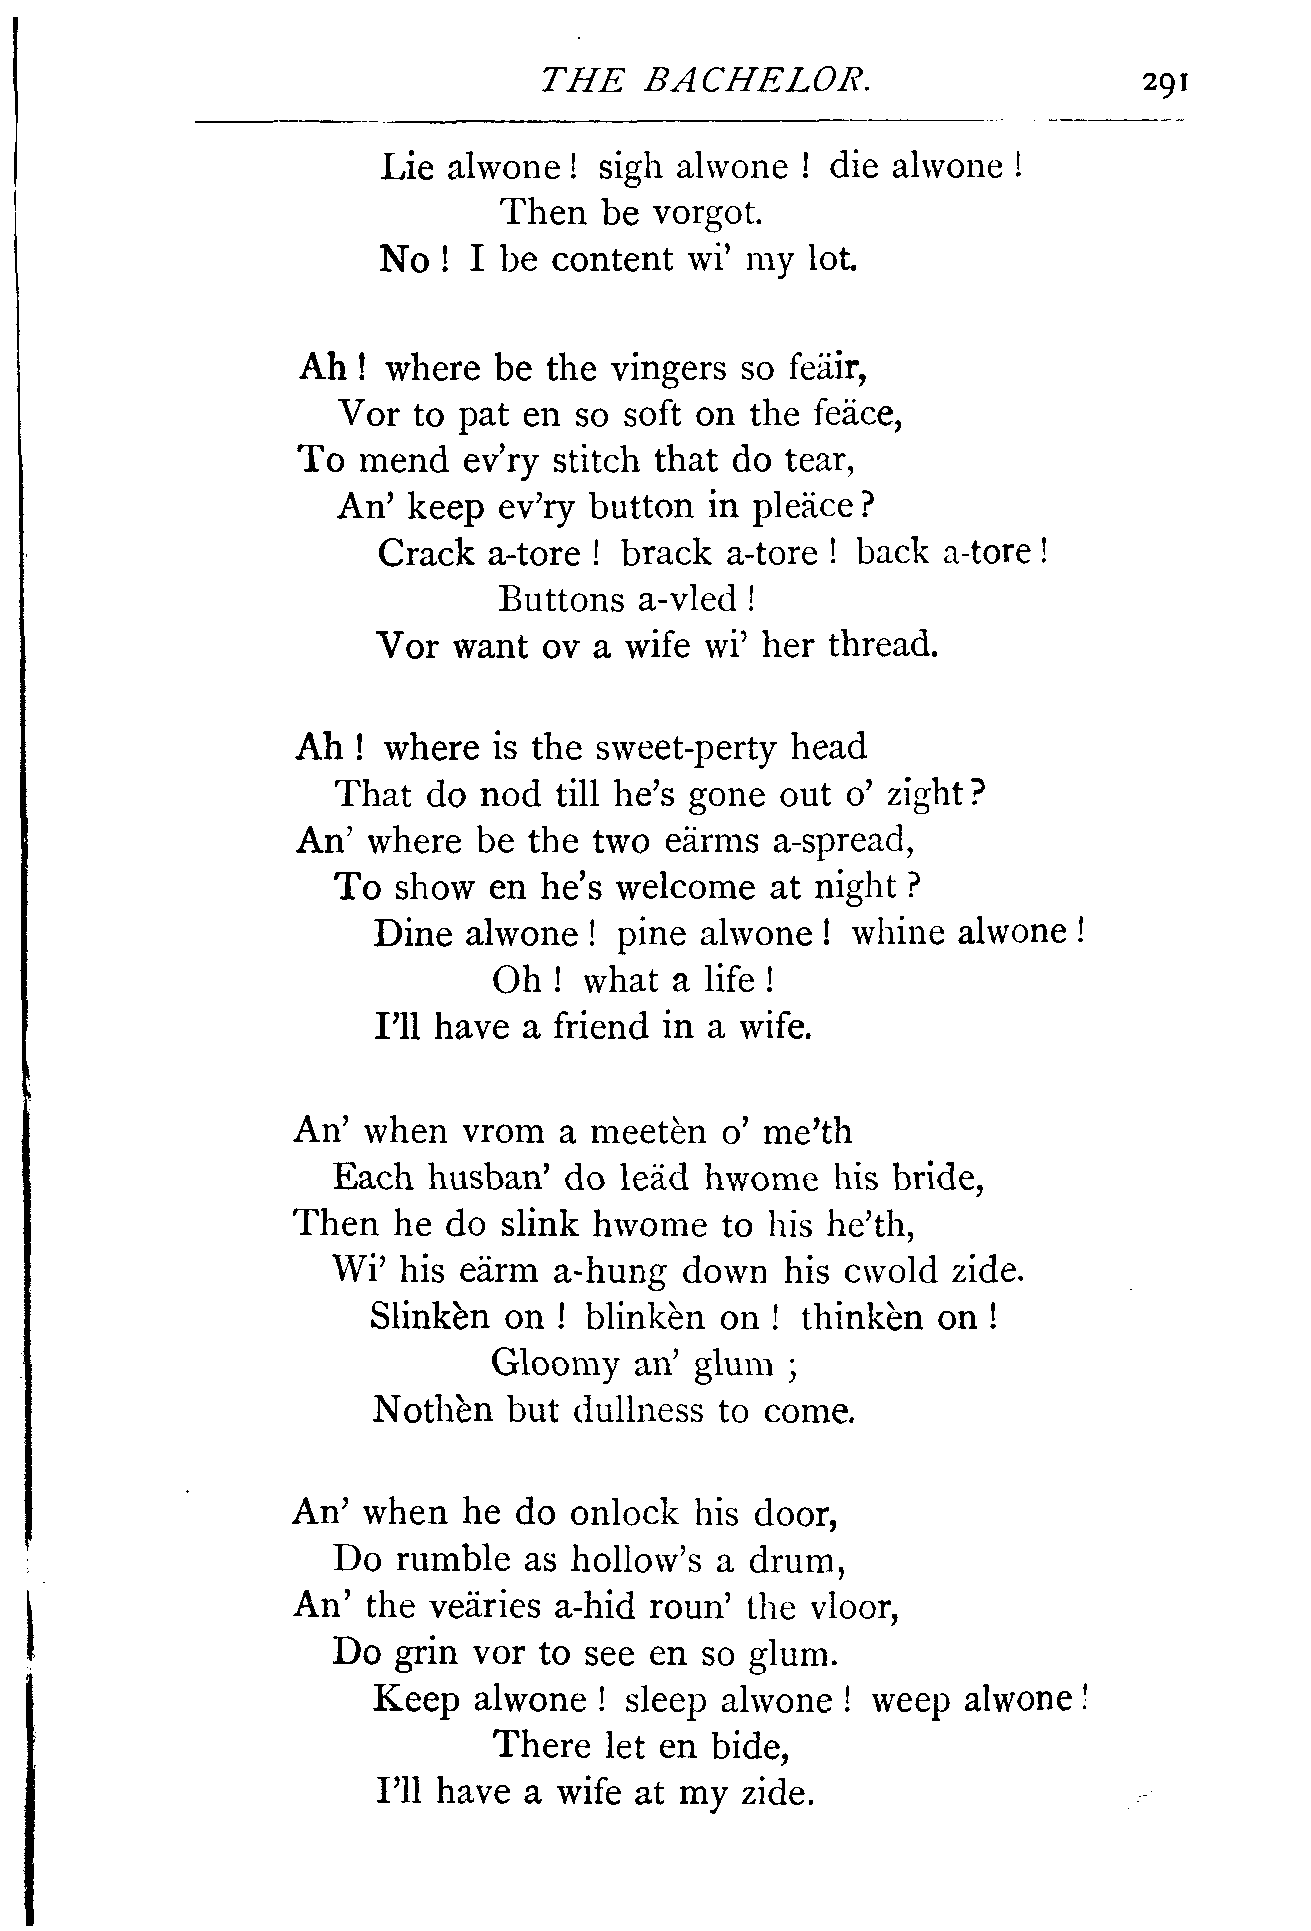 THE BACHELOR. 291
Lie alwone! sigh alwone! die alwone!
Then be vorgot.
No! I be content wi' my lot.
Ah! where be the vingers so feäir,
Vor to pat en so soft on the feäce,
To mend ev'ry stitch that do tear,
An' keep ev'ry button in pleäce?
Crack a-tore! brack a-tore! back a-tore!
Buttons a-vled!
Vor want ov a wife wi' her thread.
Ah! where is the sweet-perty head
That do nod till he's gone out o' zight?
An' where be the two eärms a-spread,
To show en he's welcome at night?
Dine alwone! pine alwone! whine alwone!
Oh! what a life!
I'll have a friend in a wife.
An' when vrom a meetèn o' me'th
Each husban' do leäd hwome his bride,
Then he do slink hwome to his he'th,
Wi' his eärm a-hung down his cwold zide.
Slinkèn on! blinkèn on! thinkèn on!
Gloomy an' glum;
Nothèn but dullness to come.
An' when he do onlock his door,
Do rumble as hollow's a drum,
An' the veäries a-hid roun' the vloor,
Do grin vor to see en so glum.
Keep alwone! sleep alwone! weep alwone!
There let en bide,
I'll have a wife at my zide.